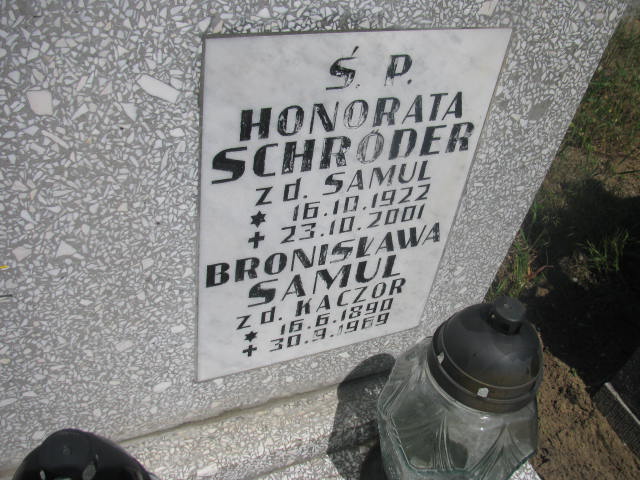 Ś. P.
HONORATA
SCHRÓDER
zd. SAMUL
* 16.10.1922
+ 23.10.2001
BRONISŁAWA
SAMUL
zd. KACZOR
* 16.6.1890
+ 30.9.1969